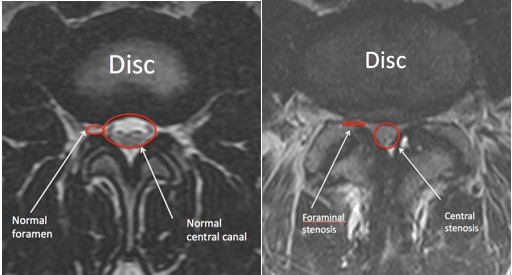 Disc
Normal
foramen
Normal
central canal
Disc
Foraminal
stenosis
Central
stenosis